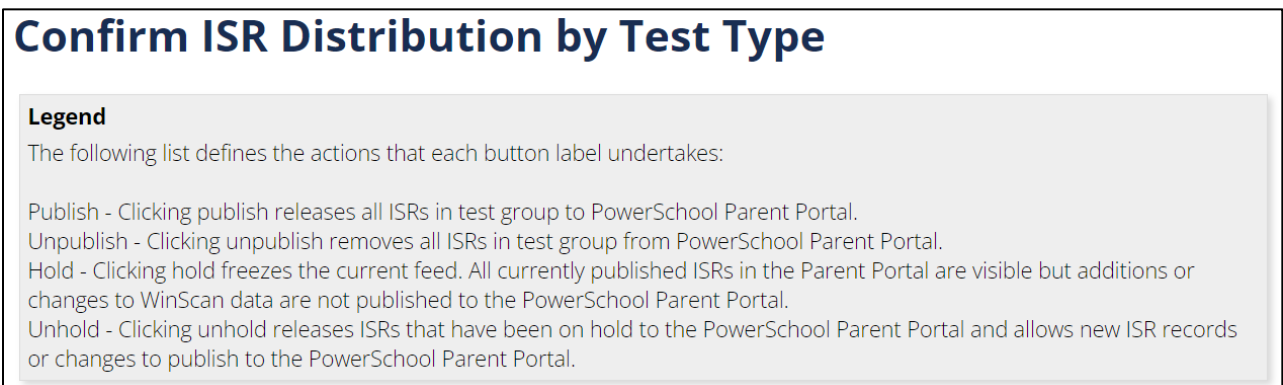 Confirm ISR Distribution by Test Type
Legend
The following list defines the actions that each button label undertakes:
Publish - Clicking publish releases all ISRs in test group to PowerSchool Parent Portal.
Unpublish - Clicking unpublish removes all ISRs in test group from PowerSchool Parent Portal.
Hold - Clicking hold freezes the current feed. All currently published ISRs in the Parent Portal are visible but additions or
changes to WinScan data are not published to the PowerSchool Parent Portal.
Unhold - Clicking unhold releases ISRs that have been on hold to the PowerSchool Parent Portal and allows new ISR records
or changes to publish to the PowerSchool Parent Portal.